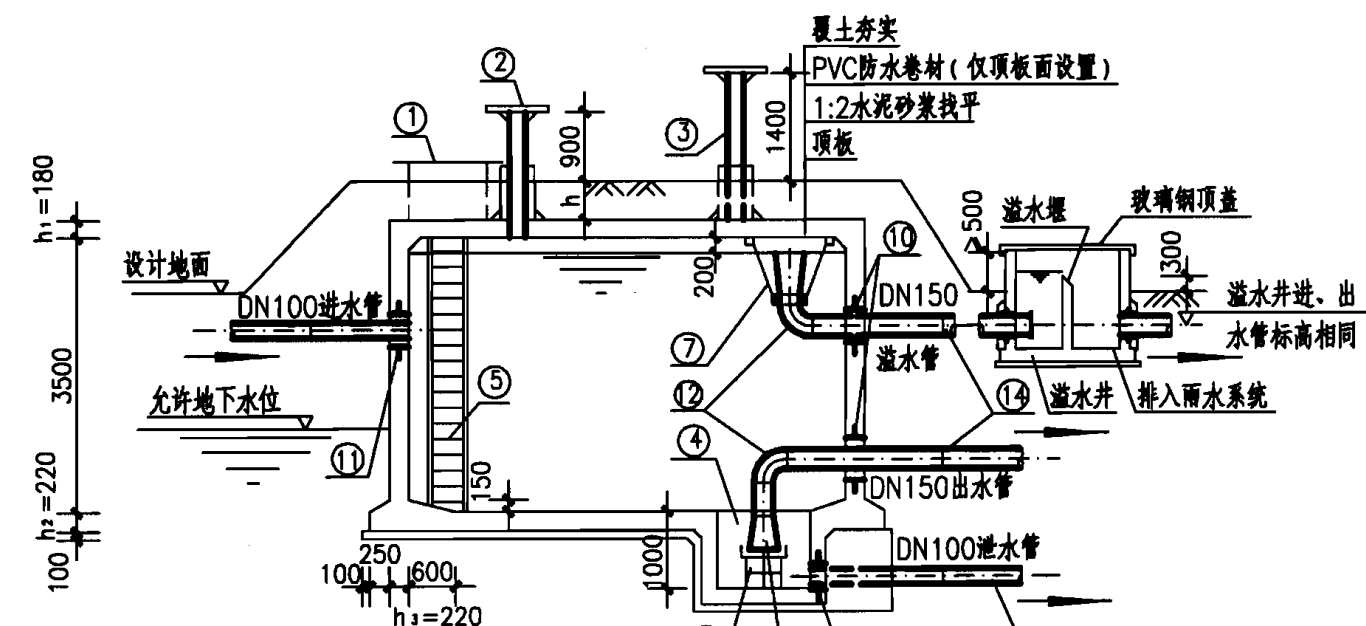 覆土夯实
PVC防水卷材(仅顶板面设置)
1:2水泥砂浆找平
顶板
①
②
③
900
h
1400
h₁=180
3500
h₂=220
100
设计地面
DN100进水管
允许地下水位
⑪
⑤
150
200
⑦
⑫
④
⑩
DN150
溢水管
⑭
DN150出水管
DN100泄水管
1000
100
250
600
h₃=220
500
溢水堰
玻璃钢顶盖
300
溢水井进、出
水管标高相同
溢水井
排入雨水系统